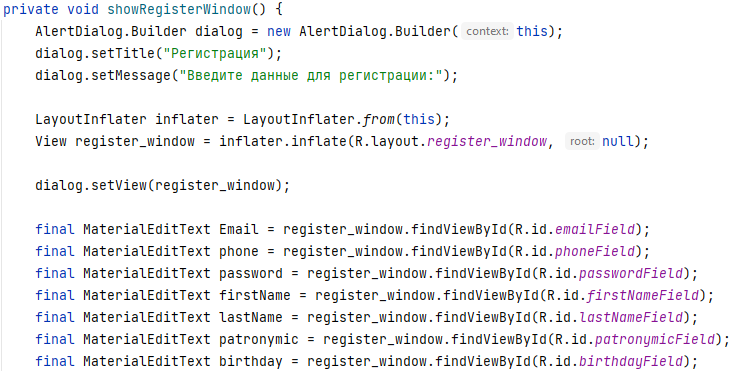 private void showRegisterWindow() {
AlertDialog.Builder dialog = new AlertDialog.Builder( context: this);
dialog.setTitle("Регистрация");
dialog.setMessage("Введите данные для регистрации:");
LayoutInflater inflater = LayoutInflater.from(this);
View register_window = inflater.inflate(R.layout.register_window, root: null);
dialog.setView(register_window);
final MaterialEditText Email = register_window.findViewById(R.id.emailField);
final MaterialEditText phone = register_window.findViewById(R.id.phoneField);
final MaterialEditText password = register_window.findViewById(R.id.passwordField);
final MaterialEditText firstName = register_window.findViewById(R.id.firstNameField);
final MaterialEditText lastName = register_window.findViewById(R.id.lastNameField);
final MaterialEditText patronymic = register_window.findViewById(R.id.patronymicField);
final MaterialEditText birthday = register_window.findViewById(R.id.birthdayField);